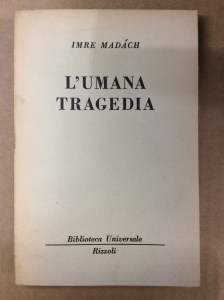 IMRE MADÁCH
L'UMANA
TRAGEDIA
Biblioteca Universale
Rizzoli